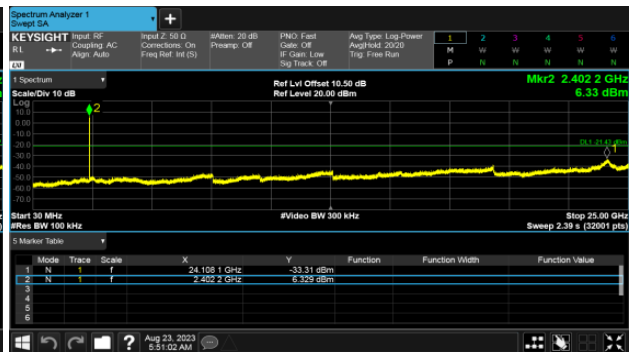 Spectrum Analyzer 1
Swept SA
+
KEYSIGHT Input: RF Input Z: 50 Ω #Atten: 20 dB PNO: Fast Avg Type: Log-Power 1 2 3 4 5 6
RL Coupling: AC Corrections: On Preamp: Off Gate: Off Avg|Hold: 20/20 M W W W W W
Align: Auto Freq Ref: Int (S) IF Gain: Low Trig: Free Run
LXI Sig Track: Off P N N N N N
1 Spectrum Ref Lvl Offset 10.50 dB Mkr2 2.402 2 GHz
Scale/Div 10 dB Ref Level 20.00 dBm 6.33 dBm
Log
10.0
0.00
-10.0
-20.0
-30.0
-40.0
-50.0
-60.0
-70.0
2
DL1 -21.43 dBm
1
Start 30 MHz #Video BW 300 kHz Stop 25.00 GHz
#Res BW 100 kHz Sweep 2.39 s (32001 pts)
5 Marker Table
Mode Trace Scale X Y Function Function Width Function Value
1 N 1 f 24.108 1 GHz -33.31 dBm
2 N 1 f 2.402 2 GHz 6.329 dBm
3
4
5
6
? Aug 23, 2023
5:51:02 AM